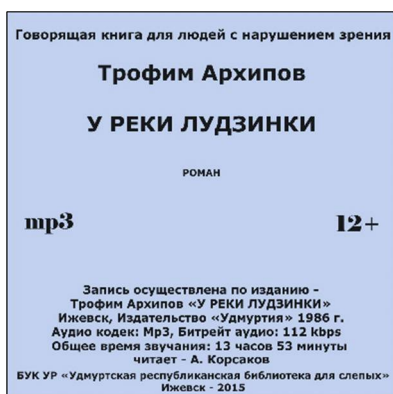 Говорящая книга для людей с нарушением зрения
Трофим Архипов
У РЕКИ ЛУДЗИНКИ
РОМАН
mp3 12+
Запись осуществлена по изданию –
Трофим Архипов «У РЕКИ ЛУДЗИНКИ»
Ижевск, Издательство «Удмуртия» 1986 г.
Аудио кодек: Mp3, Битрейт аудио: 112 kbps
Общее время звучания: 13 часов 53 минуты
читает – А. Корсаков
БУК УР «Удмуртская республиканская библиотека для слепых»
Ижевск - 2015